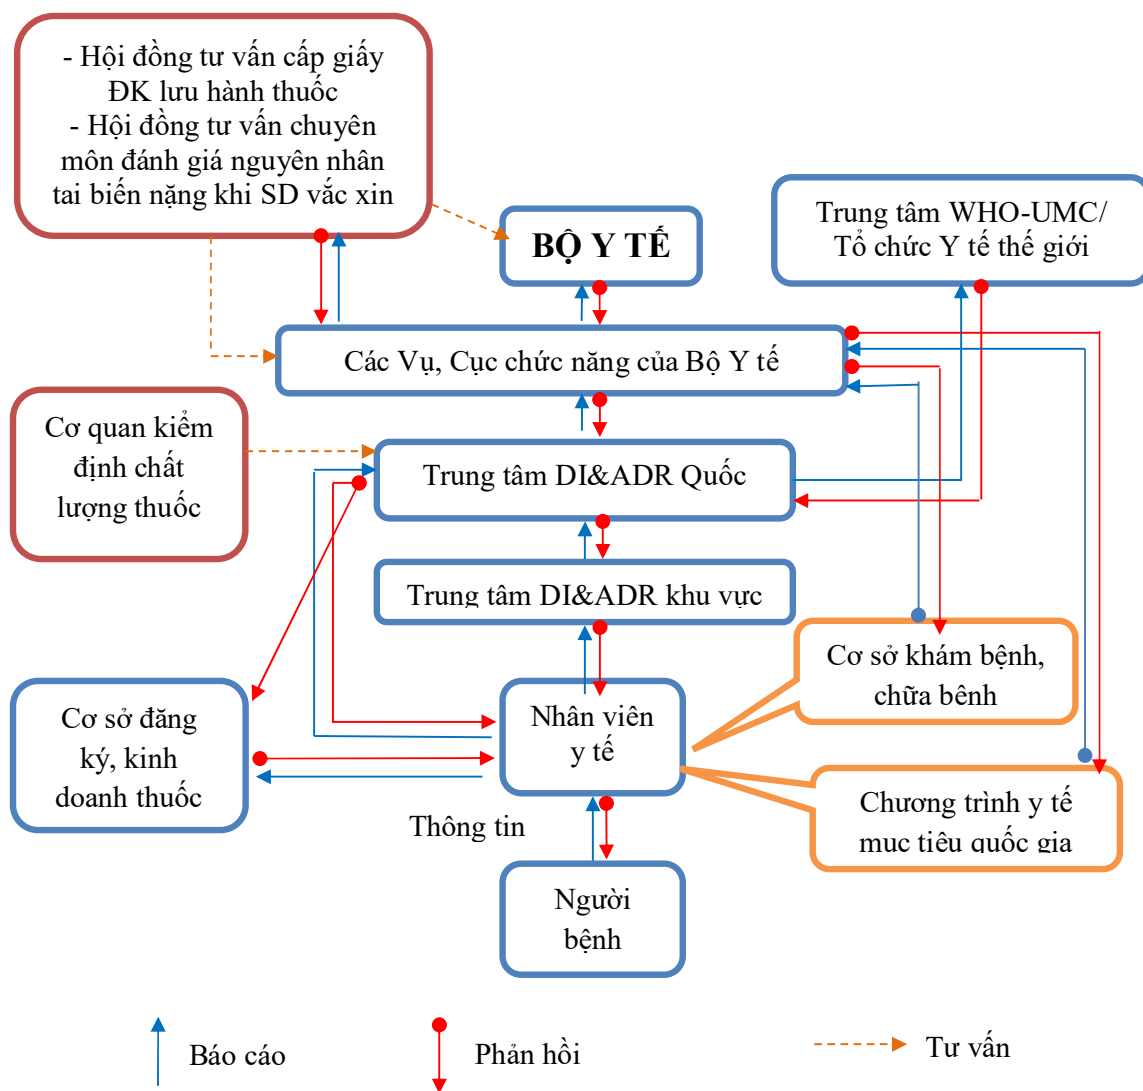 - Hội đồng tư vấn cấp giấy
ĐK lưu hành thuốc
- Hội đồng tư vấn chuyên
môn đánh giá nguyên nhân
tai biến nặng khi SD vắc xin
BỘ Y TẾ
Trung tâm WHO-UMC/
Tổ chức Y tế thế giới
Các Vụ, Cục chức năng của Bộ Y tế
Cơ quan kiểm
định chất
lượng thuốc
Trung tâm DI&ADR Quốc
Trung tâm DI&ADR khu vực
Cơ sở khám bệnh,
chữa bênh
Cơ sở đăng
ký, kinh
doanh thuốc
Nhân viên
y tế
Chương trình y tế
mục tiêu quốc gia
Thông tin
Người
bệnh
Báo cáo
Phản hồi
Tư vấn